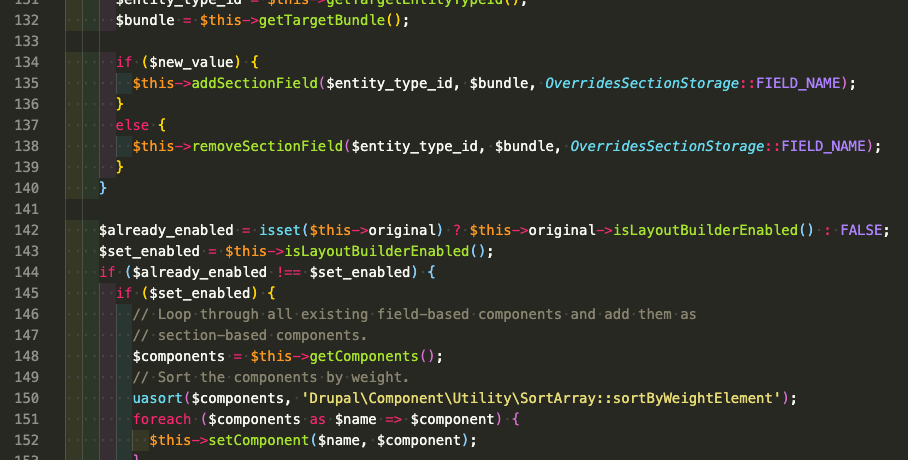 131 $entity_type_id = $this->getTargetEntityTypeId();
132 $bundle = $this->getTargetBundle();
133
134 if ($new_value) {
135 $this->addSectionField($entity_type_id, $bundle, OverridesSectionStorage::FIELD_NAME);
136 }
137 else {
138 $this->removeSectionField($entity_type_id, $bundle, OverridesSectionStorage::FIELD_NAME);
139 }
140 }
141
142 $already_enabled = isset($this->original) ? $this->original->isLayoutBuilderEnabled() : FALSE;
143 $set_enabled = $this->isLayoutBuilderEnabled();
144 if ($already_enabled !== $set_enabled) {
145 if ($set_enabled) {
146 // Loop through all existing field-based components and add them as
147 // section-based components.
148 $components = $this->getComponents();
149 // Sort the components by weight.
150 uasort($components, 'Drupal\Component\Utility\SortArray::sortByWeightElement');
151 foreach ($components as $name => $component) {
152 $this->setComponent($name, $component);
153 }